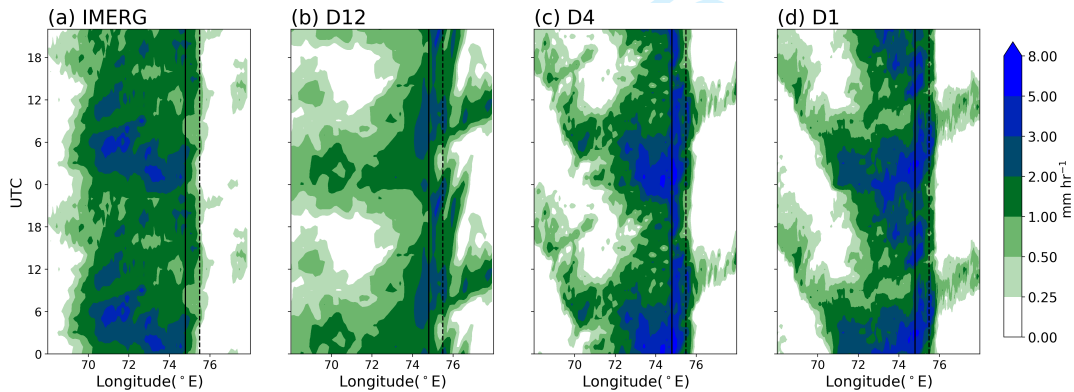 (a) IMERG (b) D12 (c) D4 (d) D1
UTC
18
12
6
0
18
12
6
0
70 72 74 76
70 72 74 76
70 72 74 76
70 72 74 76
Longitude(°E) Longitude(°E) Longitude(°E) Longitude(°E)
8.00
5.00
3.00
2.00
1.00
0.50
0.25
0.00
mm hr⁻¹